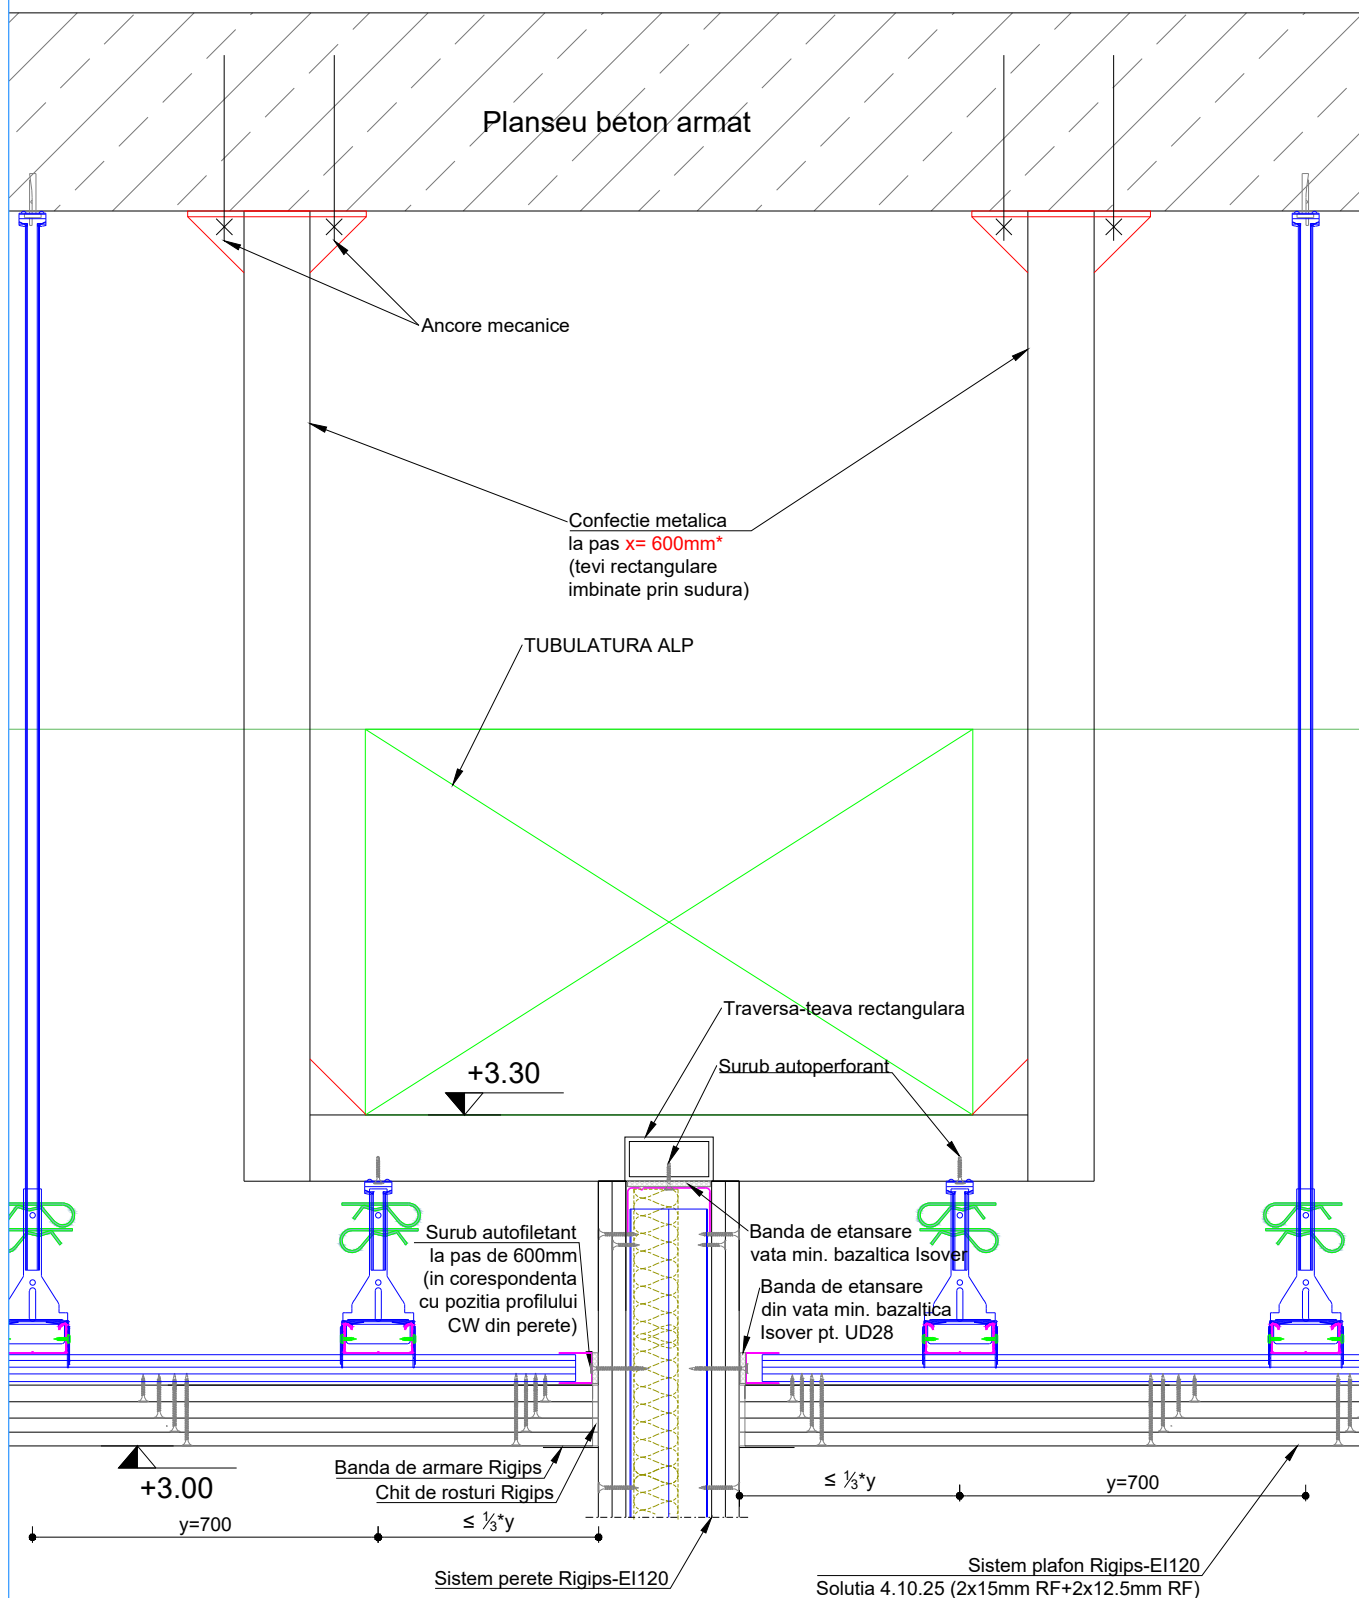 Planseu beton armat
Ancore mecanice
Confectie metalica
la pas x= 600mm*
(tevi rectangulare
imbinate prin sudura)
TUBULATURA ALP
Traversa-teava rectangulara
Surub autoperforant
+3.30
Surub autofiletant
la pas de 600mm
(in corespondenta
cu pozitia profilului
CW din perete)
Banda de etansare
vata min. bazaltica Isover
Banda de etansare
din vata min. bazaltica
Isover pt. UD28
+3.00
Banda de armare Rigips
Chit de rosturi Rigips
y=700
≤ ⅓*y
≤ ⅓*y
y=700
Sistem perete Rigips-EI120
Sistem plafon Rigips-EI120
Solutia 4.10.25 (2x15mm RF+2x12.5mm RF)